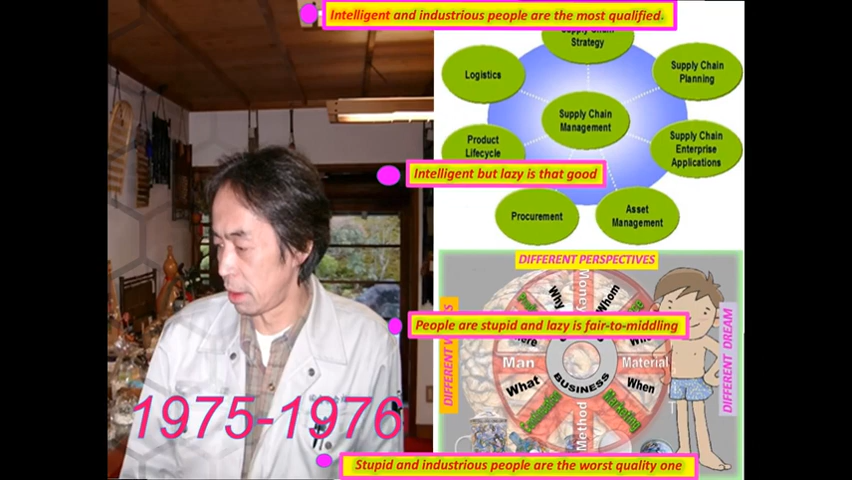 Intelligent and industrious people are the most qualified.
Supply Chain
Strategy
Logistics
Supply Chain
Planning
Supply Chain
Management
Product
Lifecycle
Supply Chain
Enterprise
Applications
Intelligent but lazy is that good
Procurement
Asset
Management
DIFFERENT PERSPECTIVES
Money
Why
Whom
People are stupid and lazy is fair-to-middling
Man
Material
What
When
BUSINESS
Method
Marketing
DIFFERENT DREAM
1975-1976
Stupid and industrious people are the worst quality one